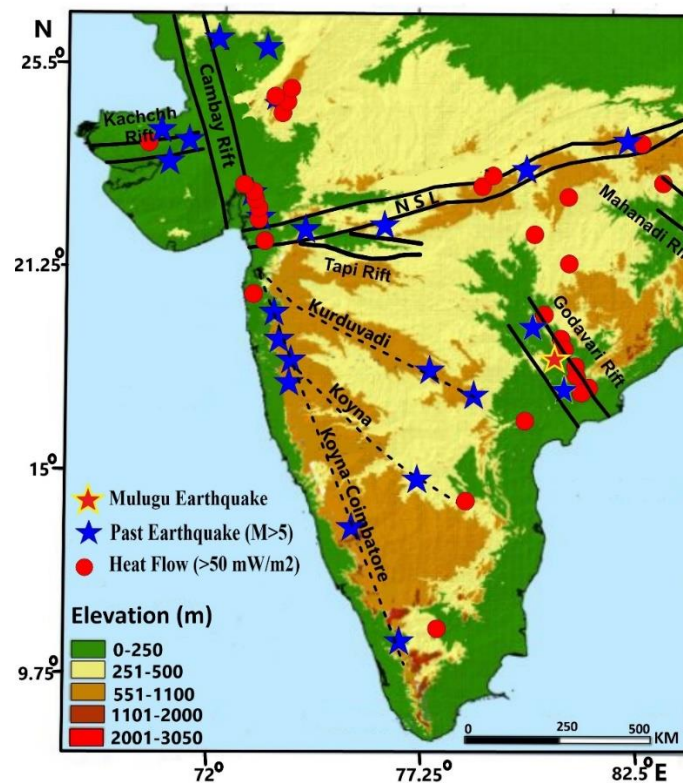 N
25.5°
Kachchh
Rift
Cambay Rift
N S L
Mahanadi Rift
21.25°
Tapi Rift
Kurduvadi
Godavari Rift
Koyna
15°
Koyna-Coimbatore
Mulugu Earthquake
Past Earthquake (M>5)
Heat Flow (>50 mW/m2)
Elevation (m)
0-250
251-500
9.75°
551-1100
1101-2000
2001-3050
0 250 500
KM
72° 77.25° 82.5° E